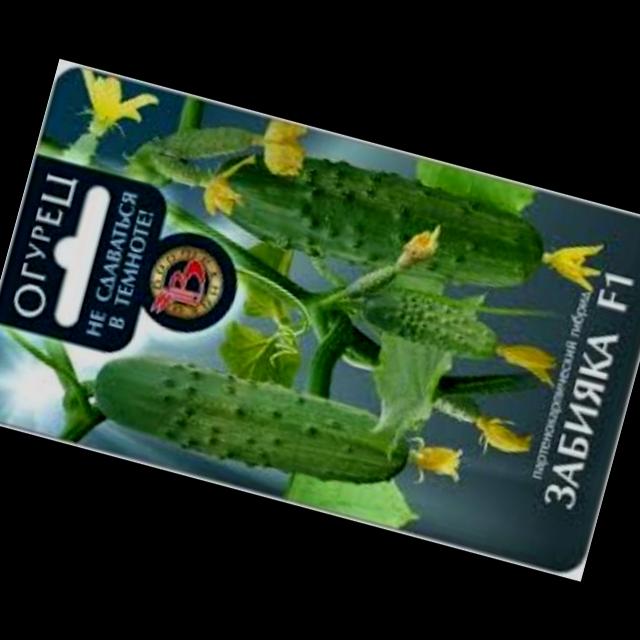 ОГУРЕЦ
НЕ СДАВАТЬСЯ
В ТЕМНОТЕ!
партенокарпический гибрид
ЗАБИЯКА F1